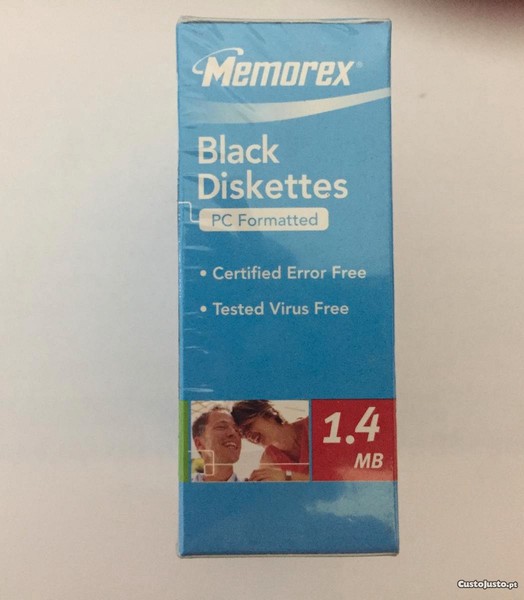 Memorex®
Black
Diskettes
PC Formatted
• Certified Error Free
• Tested Virus Free
1.4
MB
CustoJusto.pt